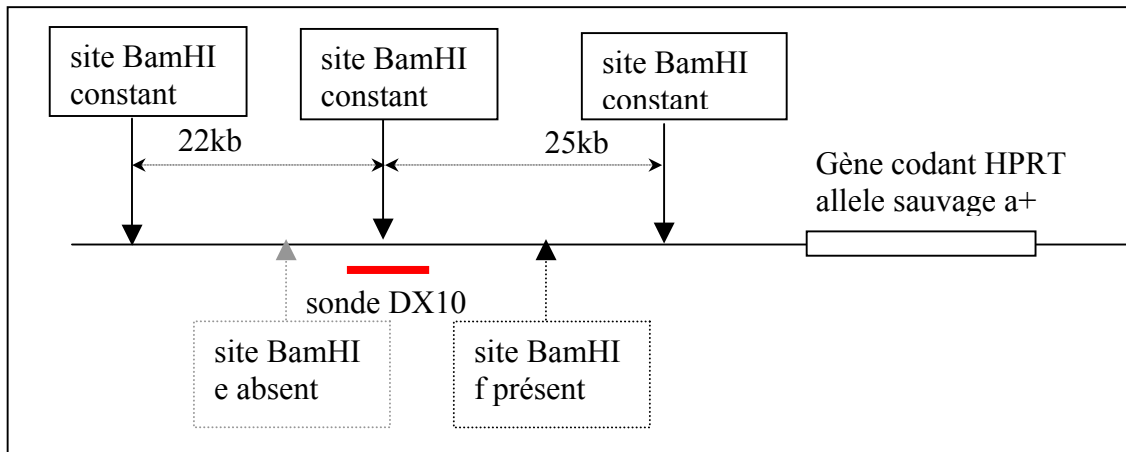 site BamHI
constant
site BamHI
constant
site BamHI
constant
22kb
25kb
Gène codant HPRT
allele sauvage a+
sonde DX10
site BamHI
e absent
site BamHI
f présent